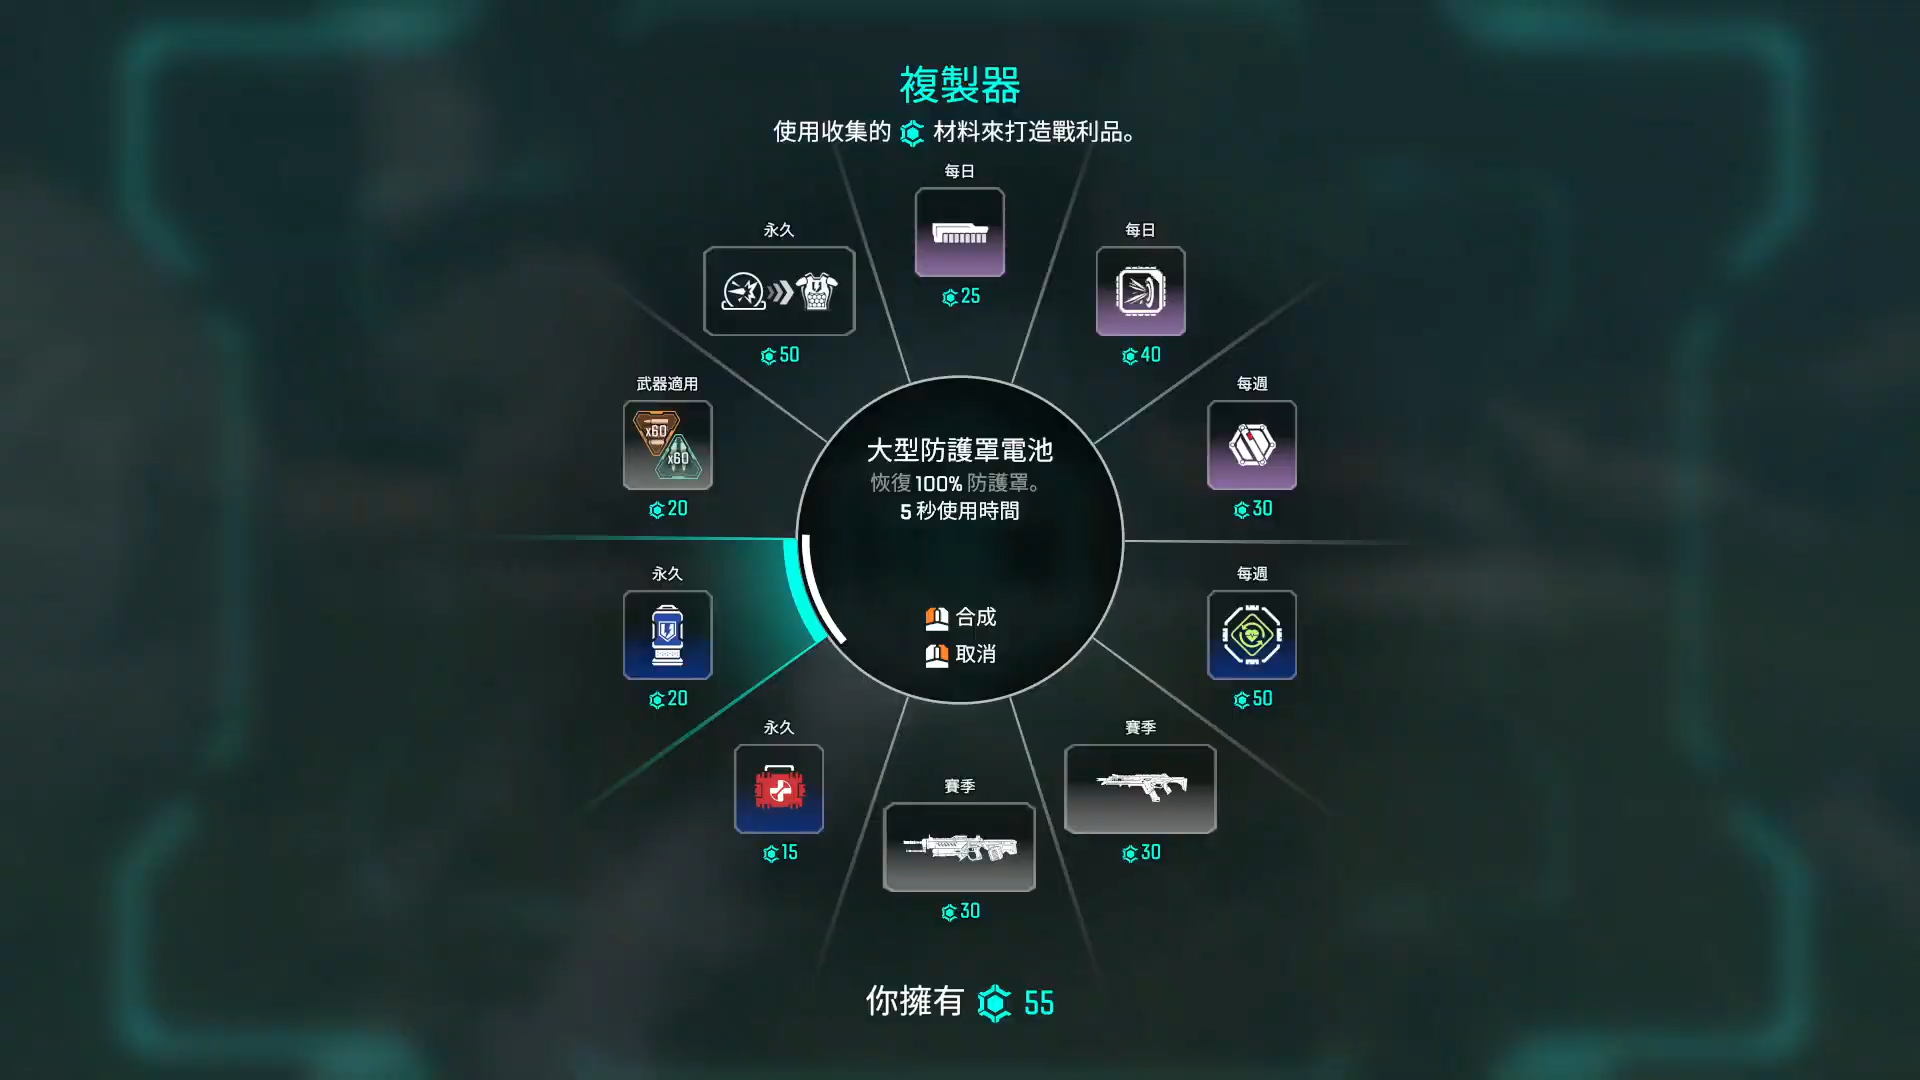 複製器
使用收集的 材料來打造戰利品。
每日
25
永久
50
每日
40
武器適用
x60
x60
20
每週
30
大型防護罩電池
恢復 100% 防護罩。
5 秒使用時間
合成
取消
永久
20
每週
50
永久
15
賽季
30
賽季
30
你擁有 55